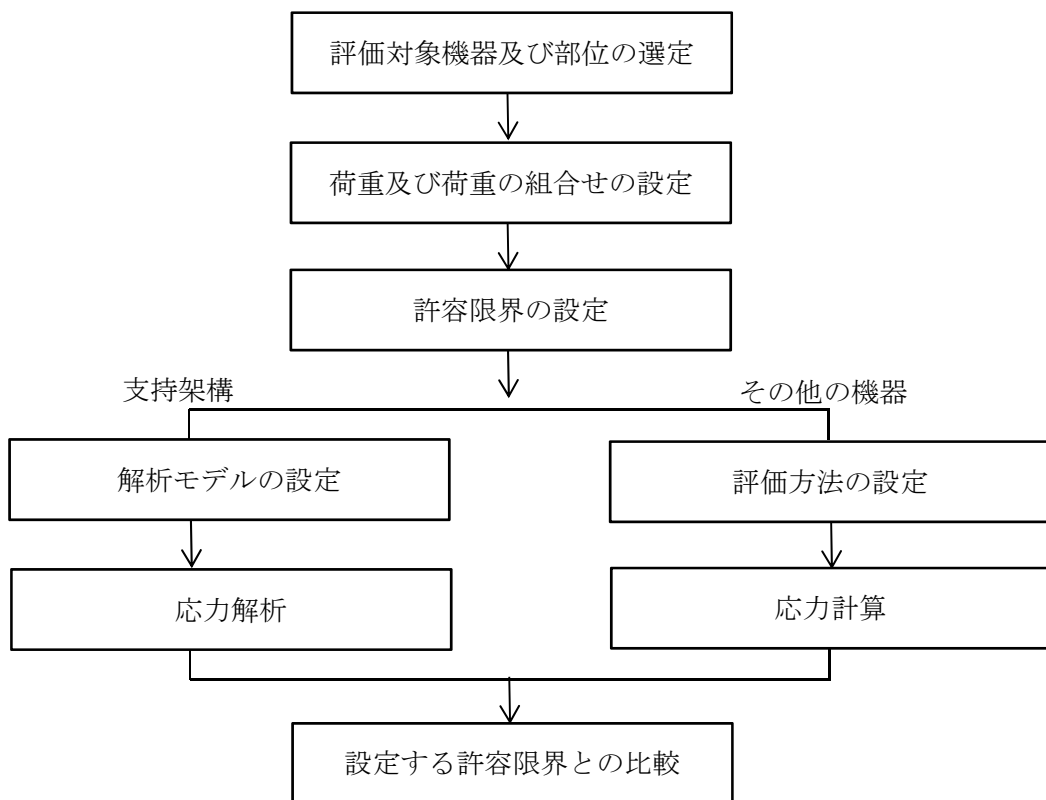 評価対象機器及び部位の選定
荷重及び荷重の組合せの設定
許容限界の設定
支持架構
その他の機器
解析モデルの設定
評価方法の設定
応力解析
応力計算
設定する許容限界との比較